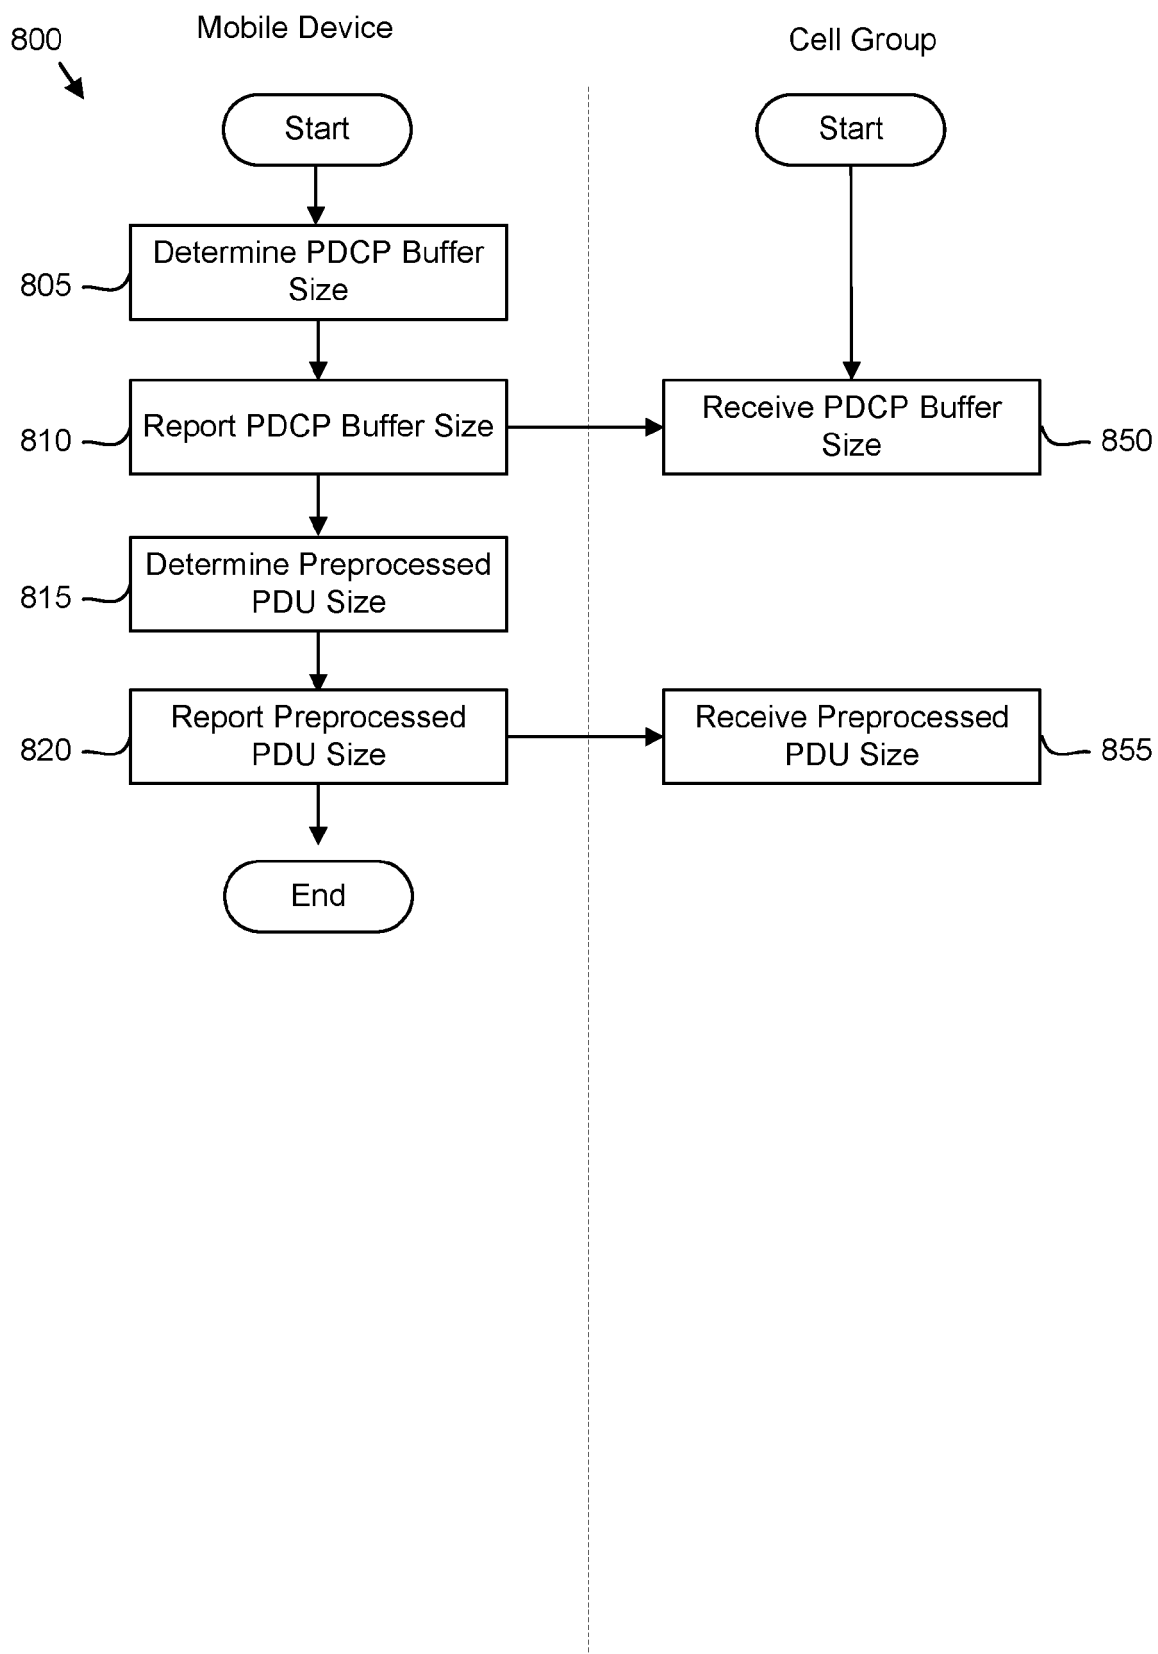 800
Mobile Device
Cell Group
Start
Start
Determine PDCP Buffer
Size
805
Report PDCP Buffer Size
810
Receive PDCP Buffer
Size
850
Determine Preprocessed
PDU Size
815
Report Preprocessed
PDU Size
820
Receive Preprocessed
PDU Size
855
End